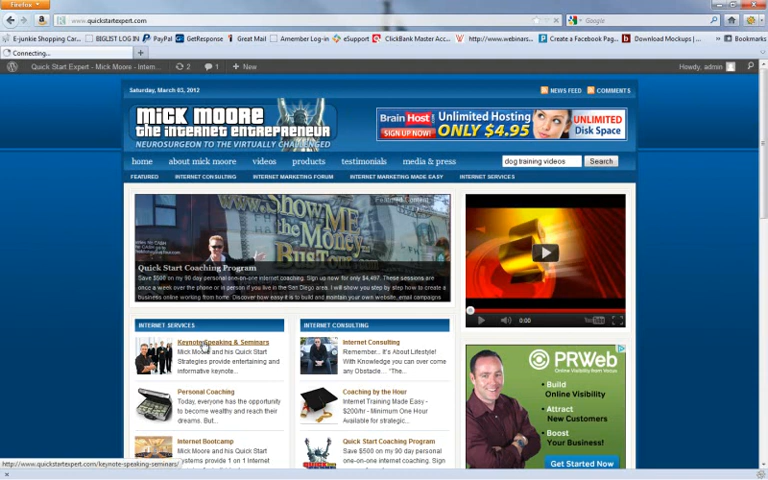 Firefox
www.quickstartexpert.com
Google
E-junkie Shopping Car...
BIGLIST LOG IN
PayPal
GetResponse
Great Mail
Amember Log-in
eSupport
ClickBank Master Acc...
http://www.webinars...
Create a Facebook Pag...
Download Mockups |...
Bookmarks
Connecting...
Quick Start Expert - Mick Moore - Intern...
2
1
+ New
Howdy, admin
Saturday, March 03, 2012
NEWS FEED
COMMENTS
MICK MOORE
THE INTERNET ENTREPRENEUR
NEUROSURGEON TO THE VIRTUALLY CHALLENGED
Brain Host
SIGN UP NOW!
Unlimited Hosting
ONLY $4.95
UNLIMITED
Disk Space
home about mick moore videos products testimonials media & press
dog training videos
Search
FEATURED INTERNET CONSULTING INTERNET MARKETING FORUM INTERNET MARKETING MADE EASY INTERNET SERVICES
Featured Content
www.ShowME
the Money
BusTour
Quick Start Coaching Program
Save $500 on my 90 day personal one-on-one internet coaching. Sign up now for only $4,497. These sessions are
once a week over the phone or in person if you live in the San Diego area. I will show you step by step how to create a
business online working from home. Discover how easy it is to build and maintain your own website, email campaigns
0:00
YouTube
INTERNET SERVICES
Keynote Speaking & Seminars
Mick Moore and his Quick Start
Strategies provide entertaining and
informative keynote...
Personal Coaching
Today, everyone has the opportunity
to become wealthy and reach their
dreams. But...
Internet Bootcamp
Mick Moore and his Quick Start
Systems provide 1 on 1 Internet
INTERNET CONSULTING
Internet Consulting
Remember... It's About Lifestyle!
With Knowledge you can over come
any Obstacle... "The...
Coaching by the Hour
Internet Training Made Easy -
$200/hr - Minimum One Hour
Available for strategic...
Quick Start Coaching Program
Save $500 on my 90 day personal
one-on-one internet coaching. Sign
PRWeb
Online Visibility from Vocus
• Build
Online Visibility
• Attract
New Customers
• Boost
Your Business!
Get Started Now
http://www.quickstartexpert.com/keynote-speaking-seminars/